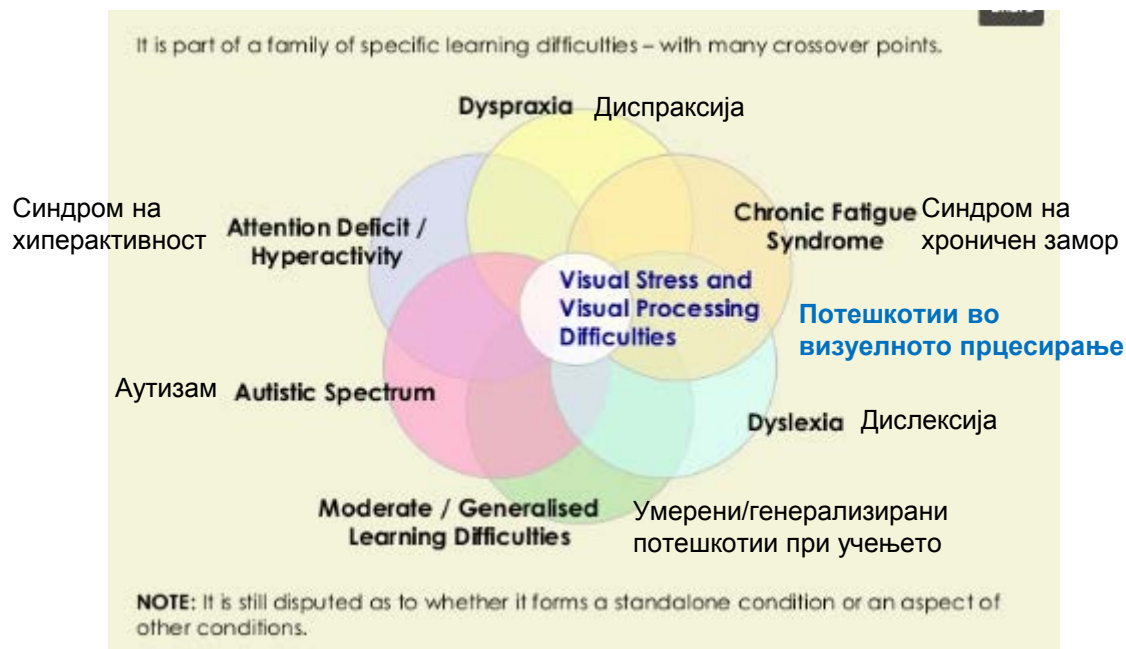 It is part of a family of specific learning difficulties – with many crossover points.
Dyspraxia Диспраксија
Синдром на
хиперактивност
Attention Deficit /
Hyperactivity
Chronic Fatigue
Syndrome
Синдром на
хроничен замор
Visual Stress and
Visual Processing
Difficulties
Потешкотии во
визуелното прцесирање
Аутизам Autistic Spectrum
Dyslexia Дислексија
Moderate / Generalised
Learning Difficulties
Умерени/генерализирани
потешкотии при учењето
NOTE: It is still disputed as to whether it forms a standalone condition or an aspect of
other conditions.